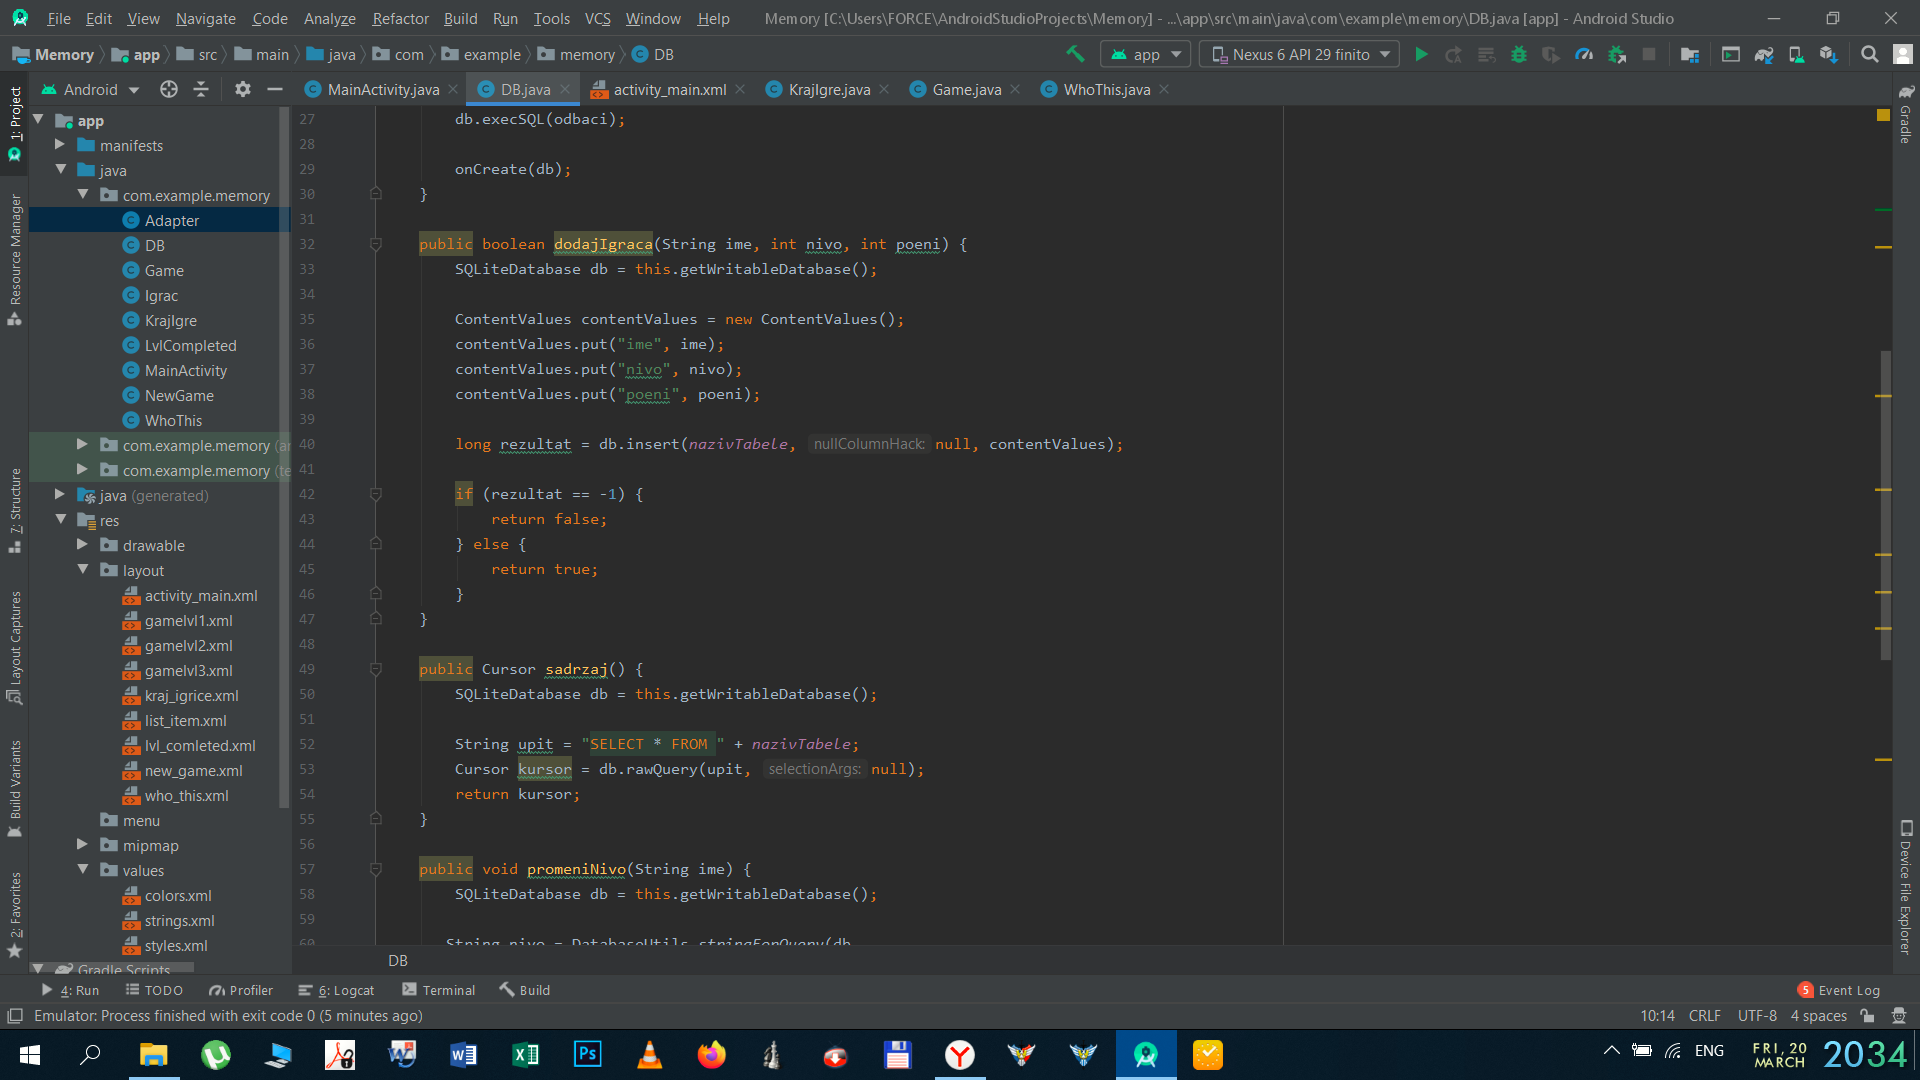 File Edit View Navigate Code Analyze Refactor Build Run Tools VCS Window Help Memory [C:\Users\FORCE\AndroidStudioProjects\Memory] - ...\app\src\main\java\com\example\memory\DB.java [app] - Android Studio
Memory app src main java com example memory DB app Nexus 6 API 29 finito
Android MainActivity.java DB.java activity_main.xml KrajIgre.java Game.java WhoThis.java
1: Project
Resource Manager
7: Structure
Layout Captures
Build Variants
2: Favorites
app
manifests
java
com.example.memory
Adapter
DB
Game
Igrac
KrajIgre
LvlCompleted
MainActivity
NewGame
WhoThis
com.example.memory (ar
com.example.memory (te
java (generated)
res
drawable
layout
activity_main.xml
gamelvl1.xml
gamelvl2.xml
gamelvl3.xml
kraj_igrice.xml
list_item.xml
lvl_comleted.xml
new_game.xml
who_this.xml
menu
mipmap
values
colors.xml
strings.xml
styles.xml
Gradle Scripts
27 db.execSQL(odbaci);
28
29 onCreate(db);
30 }
31
32 public boolean dodajIgraca(String ime, int nivo, int poeni) {
33 SQLiteDatabase db = this.getWritableDatabase();
34
35 ContentValues contentValues = new ContentValues();
36 contentValues.put("ime", ime);
37 contentValues.put("nivo", nivo);
38 contentValues.put("poeni", poeni);
39
40 long rezultat = db.insert(nazivTabele, nullColumnHack: null, contentValues);
41
42 if (rezultat == -1) {
43 return false;
44 } else {
45 return true;
46 }
47 }
48
49 public Cursor sadrzaj() {
50 SQLiteDatabase db = this.getWritableDatabase();
51
52 String upit = "SELECT * FROM " + nazivTabele;
53 Cursor kursor = db.rawQuery(upit, selectionArgs: null);
54 return kursor;
55 }
56
57 public void promeniNivo(String ime) {
58 SQLiteDatabase db = this.getWritableDatabase();
59
60 String nivo = DatabaseUtils.stringForQuery(db,
DB
Gradle
Device File Explorer
4: Run TODO Profiler 6: Logcat Terminal Build 5 Event Log
Emulator: Process finished with exit code 0 (5 minutes ago) 10:14 CRLF UTF-8 4 spaces
ENG FRI, 20 MARCH 2034